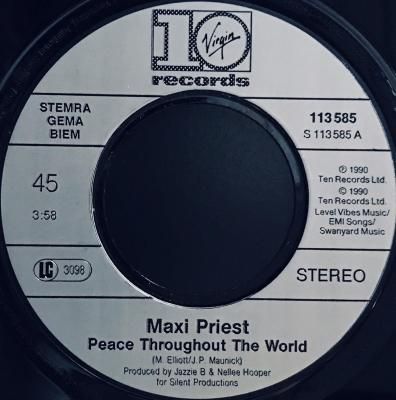 10
Virgin
records
STEMRA
GEMA
BIEM
113 585
S 113 585 A
45
3:58
℗ 1990
Ten Records Ltd.
© 1990
Ten Records Ltd.
Level Vibes Music/
EMI Songs/
Swanyard Music
LC 3098
STEREO
Maxi Priest
Peace Throughout The World
(M. Elliott/J.P. Maunick)
Produced by Jazzie B & Nellee Hooper
for Silent Productions